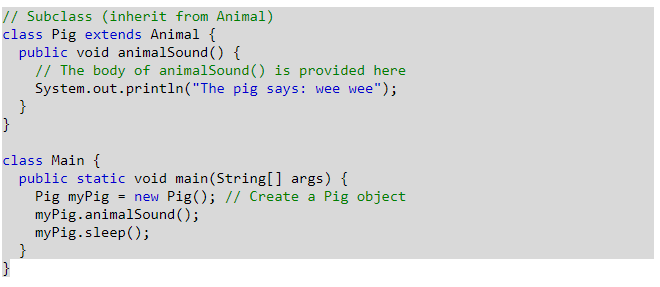 // Subclass (inherit from Animal)
class Pig extends Animal {
  public void animalSound() {
    // The body of animalSound() is provided here
    System.out.println("The pig says: wee wee");
  }
}

class Main {
  public static void main(String[] args) {
    Pig myPig = new Pig(); // Create a Pig object
    myPig.animalSound();
    myPig.sleep();
  }
}